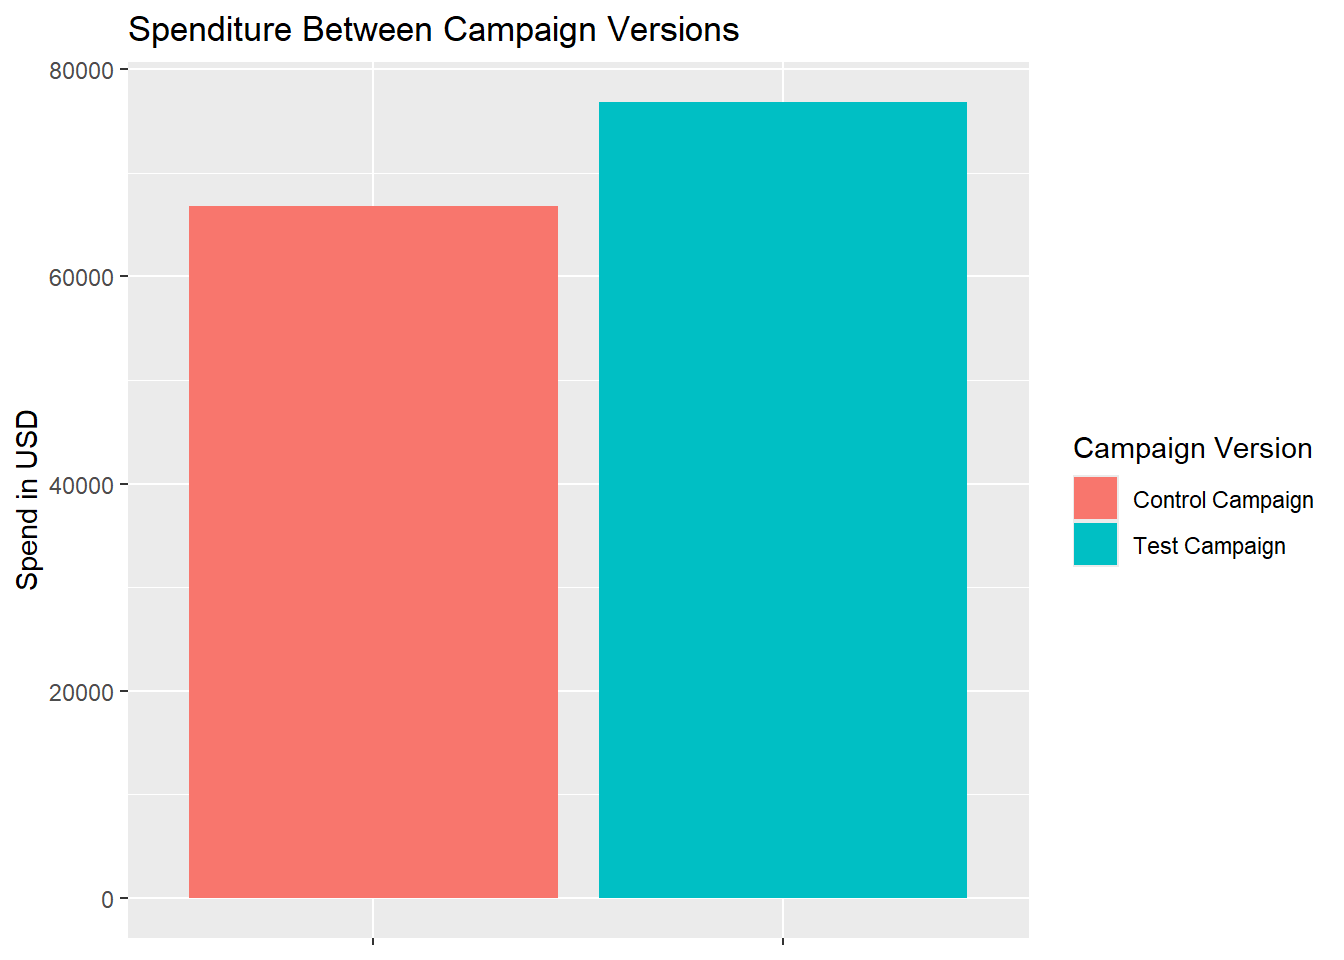 Spenditure Between Campaign Versions
80000
60000
40000
20000
0
Spend in USD
Campaign Version
Control Campaign
Test Campaign